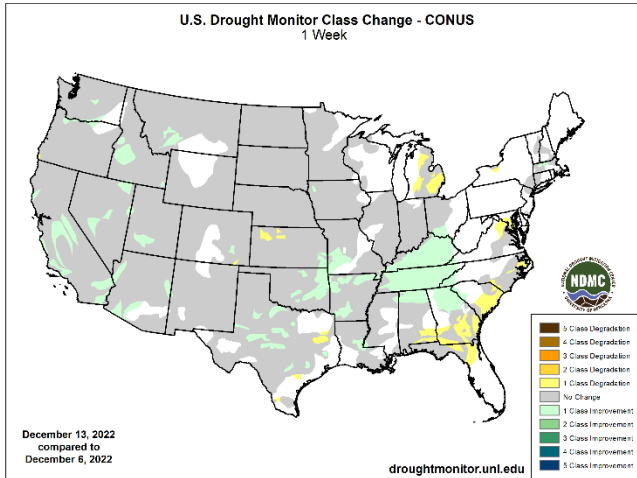 U.S. Drought Monitor Class Change - CONUS
1 Week
NDMC
5 Class Degradation
4 Class Degradation
3 Class Degradation
2 Class Degradation
1 Class Degradation
No Change
1 Class Improvement
2 Class Improvement
3 Class Improvement
4 Class Improvement
5 Class Improvement
December 13, 2022
compared to
December 6, 2022
droughtmonitor.unl.edu